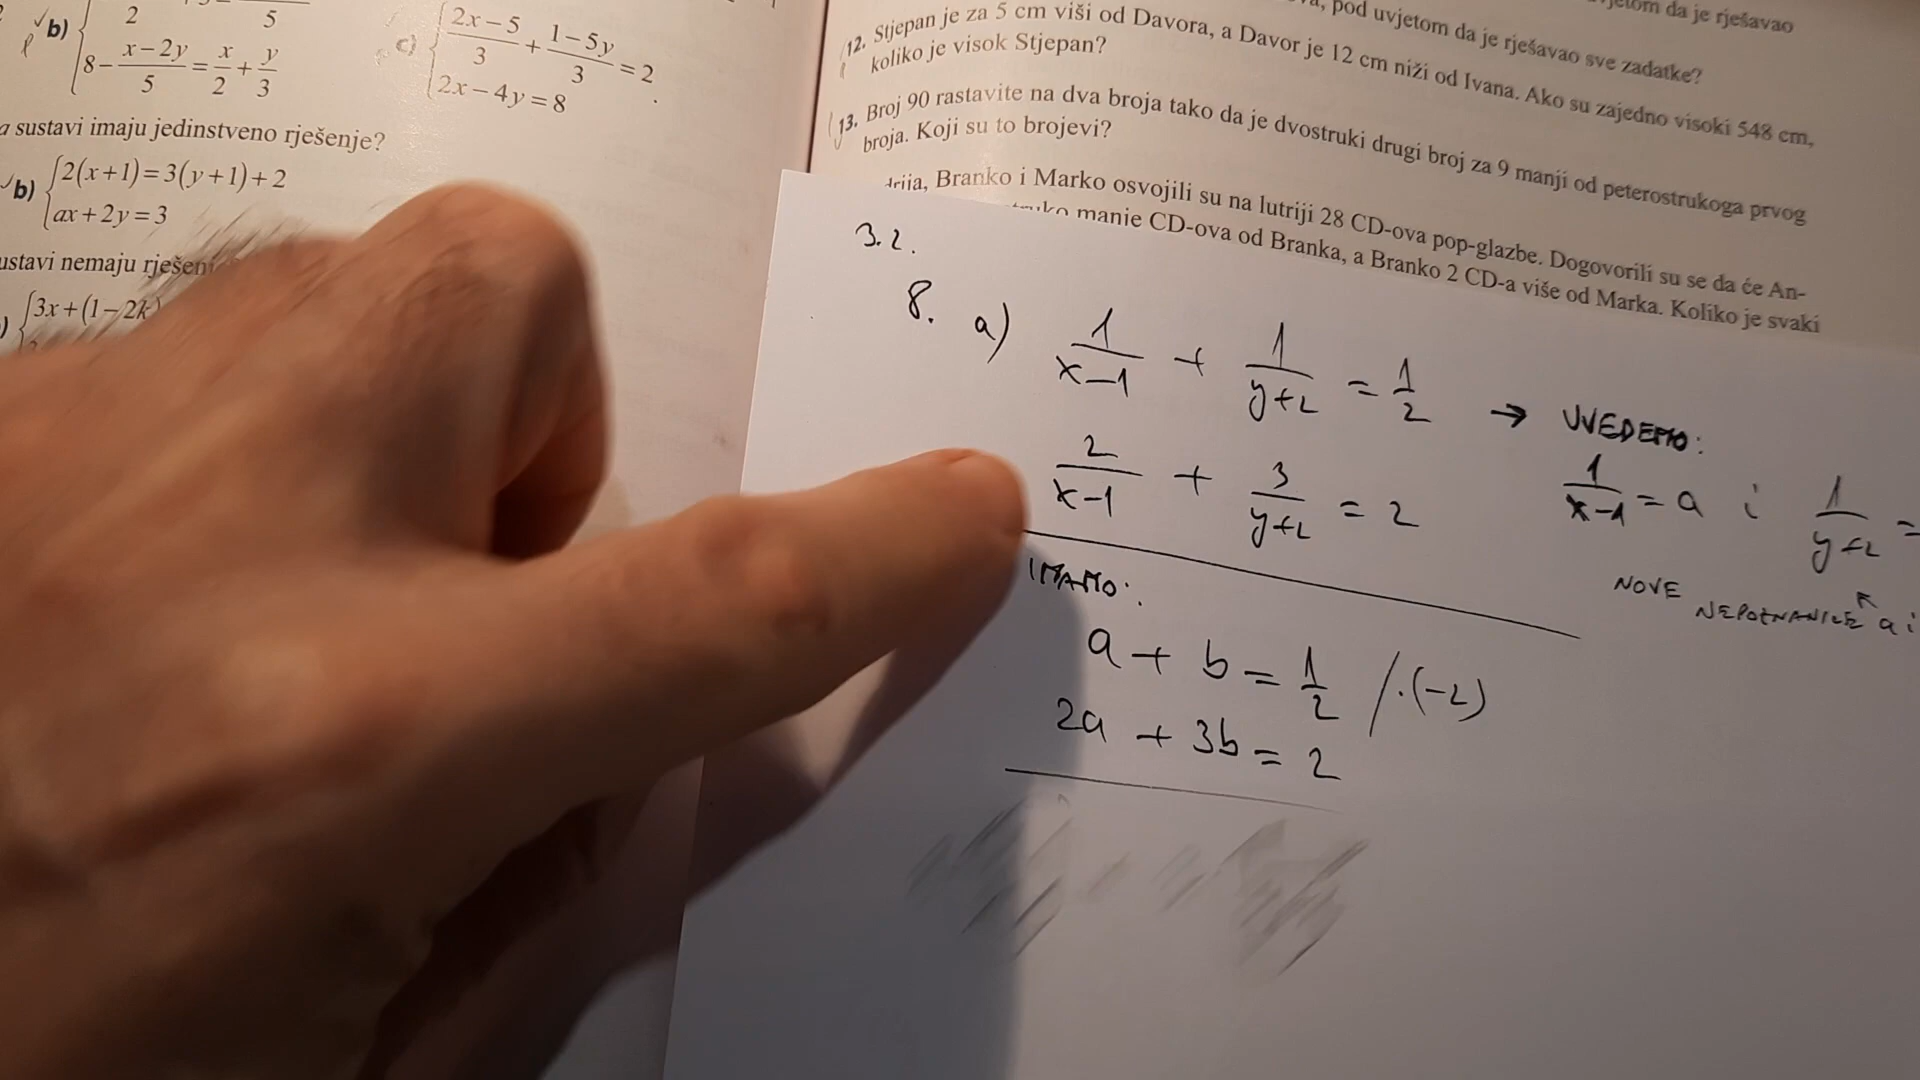 b) 2 5
8 − x−2y/5 = x/2 + y/3
c) 2x−5/3 + 1−5y/3 = 2
2x−4y=8.
sustavi imaju jedinstveno rješenje?
b) 2(x+1)=3(y+1)+2
ax+2y=3
ustavi nemaju
3x+(1−2k)
da je rješavao
pod uvjetom da je rješavao sve zadatke?
12. Stjepan je za 5 cm viši od Davora, a Davor je 12 cm niži od Ivana. Ako su zajedno visoki 548 cm,
koliko je visok Stjepan?
13. Broj 90 rastavite na dva broja tako da je dvostruki drugi broj za 9 manji od peterostrukoga prvog
broja. Koji su to brojevi?
Branko i Marko osvojili su na lutriji 28 CD-ova pop-glazbe. Dogovorili su se da će An-
manje CD-ova od Branka, a Branko 2 CD-a više od Marka. Koliko je svaki
3.2.
8. a) 1/x−1 + 1/y+2 = 1/2 → UVEDEMO:
2/x−1 + 3/y+2 = 2
1/x−1 = a i 1/y+2 =
NOVE NEPOZNANICE a i
IMAMO:
a + b = 1/2 /·(−2)
2a + 3b = 2